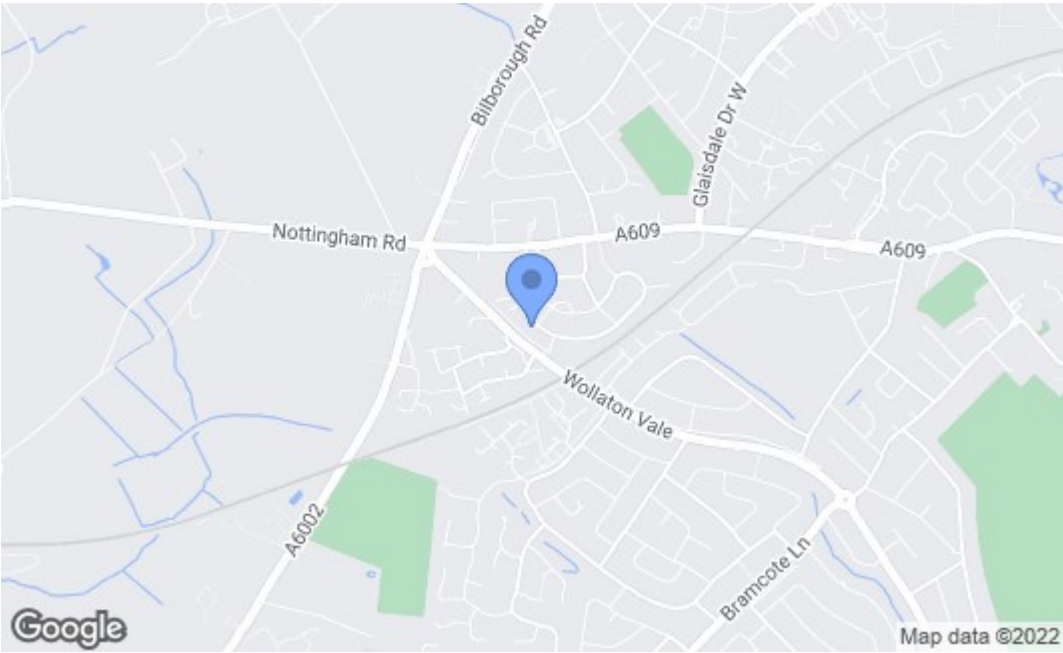 Bilborough Rd
Glaisdale Dr W
Nottingham Rd
A609
A609
Wollaton Vale
A6002
Bramcote Ln
Google
Map data ©2022